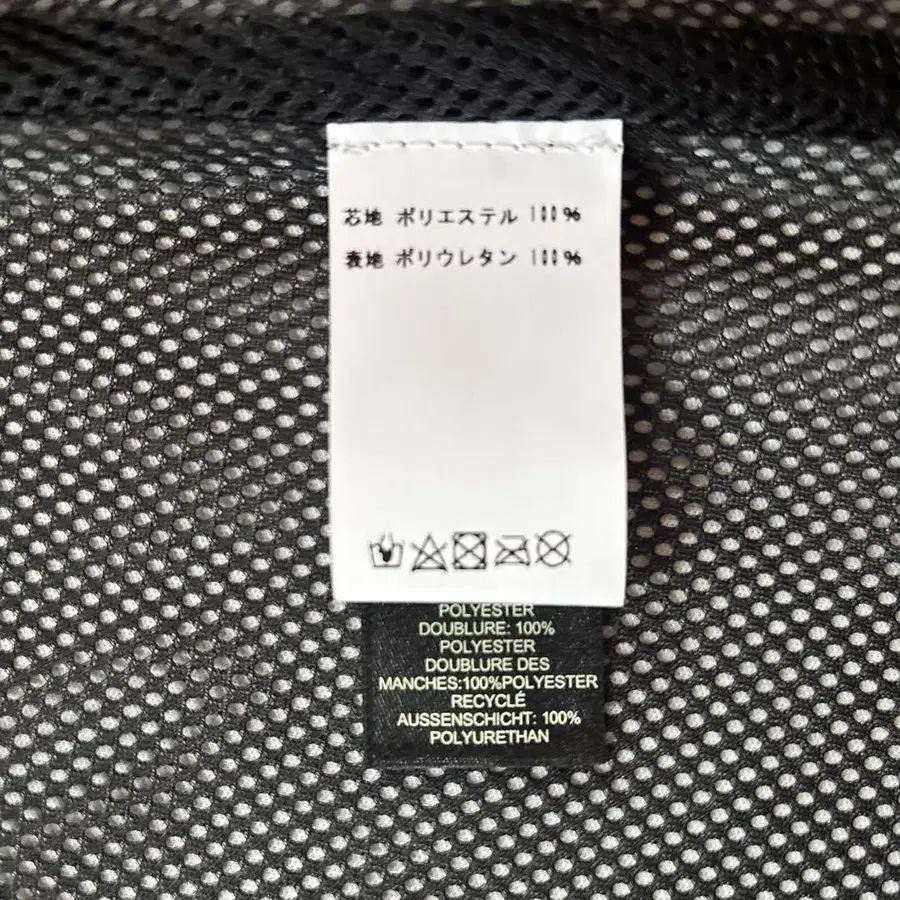 芯地 ポリエステル 100%
表地 ポリウレタン 100%
POLYESTER
DOUBLURE: 100%
POLYESTER
DOUBLURE DES
MANCHES:100%POLYESTER
RECYCLÉ
AUSSENSCHICHT: 100%
POLYURETHAN